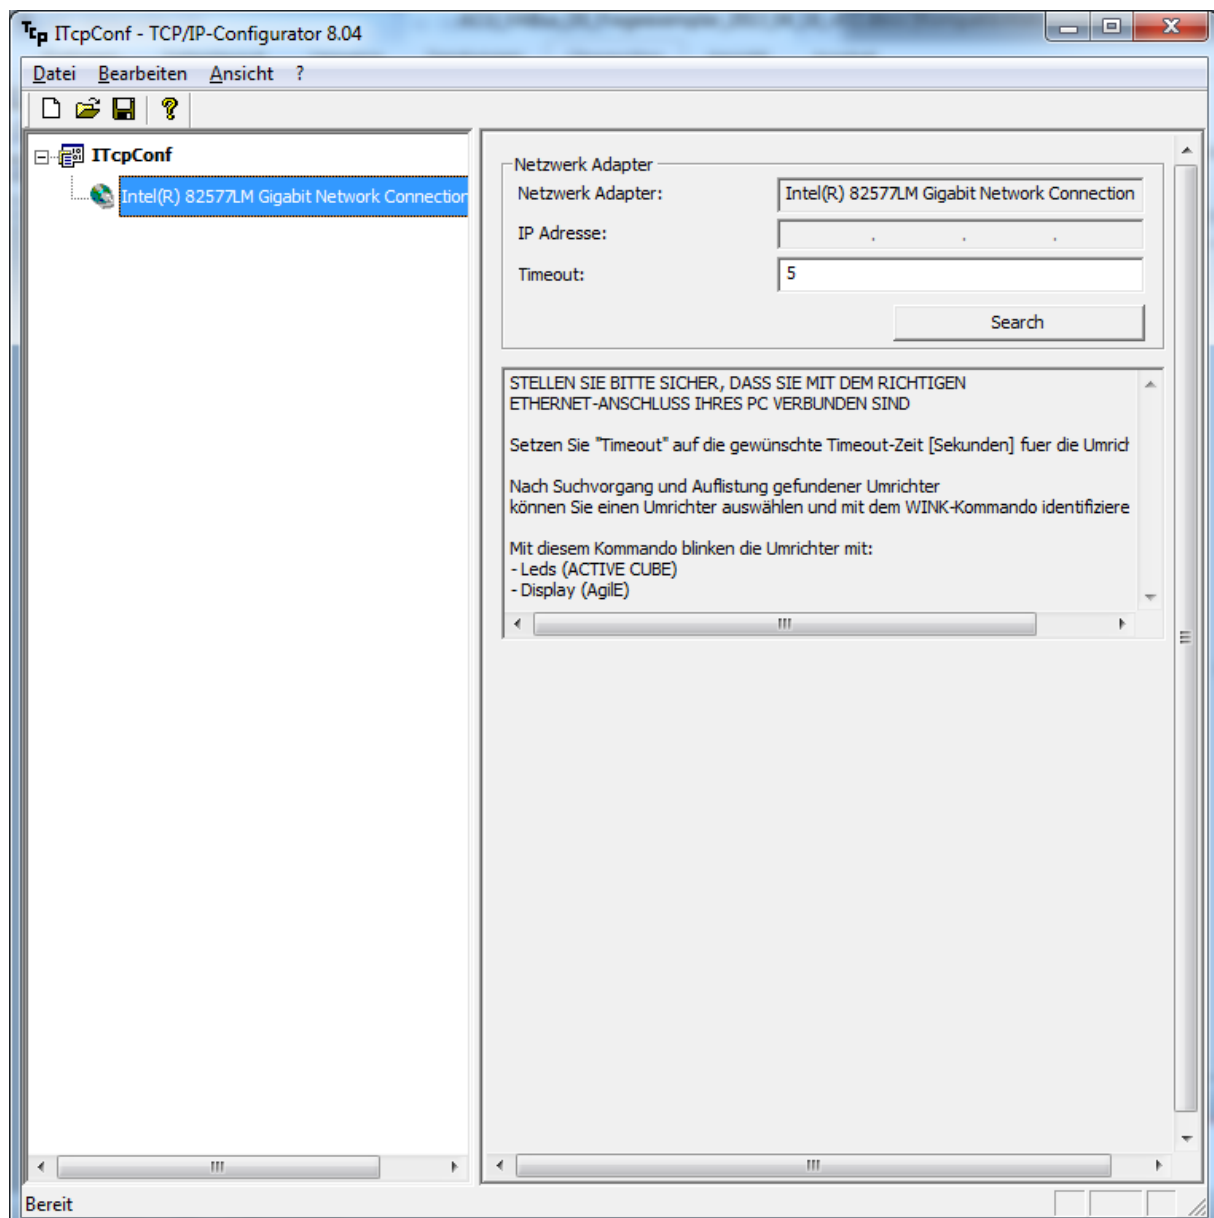 Tcp ITcpConf - TCP/IP-Configurator 8.04
Datei Bearbeiten Ansicht ?
ITcpConf
Intel(R) 82577LM Gigabit Network Connection
Netzwerk Adapter
Netzwerk Adapter: Intel(R) 82577LM Gigabit Network Connection
IP Adresse: . . .
Timeout: 5
Search
STELLEN SIE BITTE SICHER, DASS SIE MIT DEM RICHTIGEN
ETHERNET-ANSCHLUSS IHRES PC VERBUNDEN SIND
Setzen Sie "Timeout" auf die gewünschte Timeout-Zeit [Sekunden] fuer die Umrich
Nach Suchvorgang und Auflistung gefundener Umrichter
können Sie einen Umrichter auswählen und mit dem WINK-Kommando identifiziere
Mit diesem Kommando blinken die Umrichter mit:
- Leds (ACTIVE CUBE)
- Display (AgilE)
Bereit